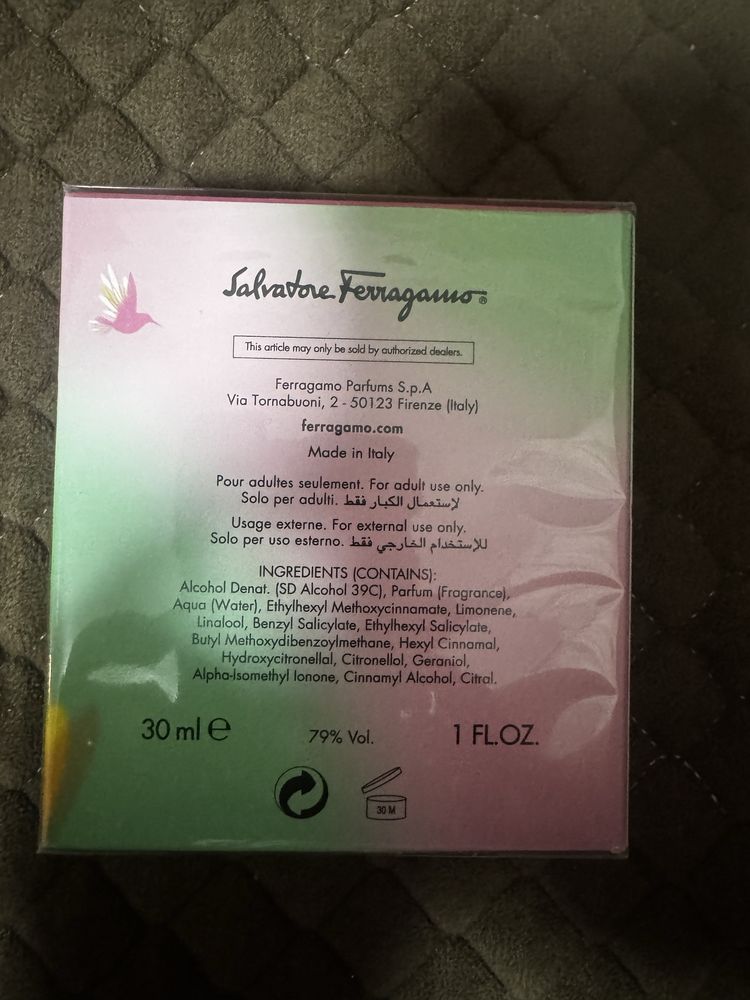 Salvatore Ferragamo®
This article may only be sold by authorized dealers.
Ferragamo Parfums S.p.A
Via Tornabuoni, 2 - 50123 Firenze (Italy)
ferragamo.com
Made in Italy
Pour adultes seulement. For adult use only.
Solo per adulti. لإستعمال الكبار فقط
Usage externe. For external use only.
Solo per uso esterno. للإستخدام الخارجي فقط
INGREDIENTS (CONTAINS):
Alcohol Denat. (SD Alcohol 39C), Parfum (Fragrance),
Aqua (Water), Ethylhexyl Methoxycinnamate, Limonene,
Linalool, Benzyl Salicylate, Ethylhexyl Salicylate,
Butyl Methoxydibenzoylmethane, Hexyl Cinnamal,
Hydroxycitronellal, Citronellol, Geraniol,
Alpha-Isomethyl Ionone, Cinnamyl Alcohol, Citral.
30 ml ℮ 79% Vol. 1 FL.OZ.
30 M